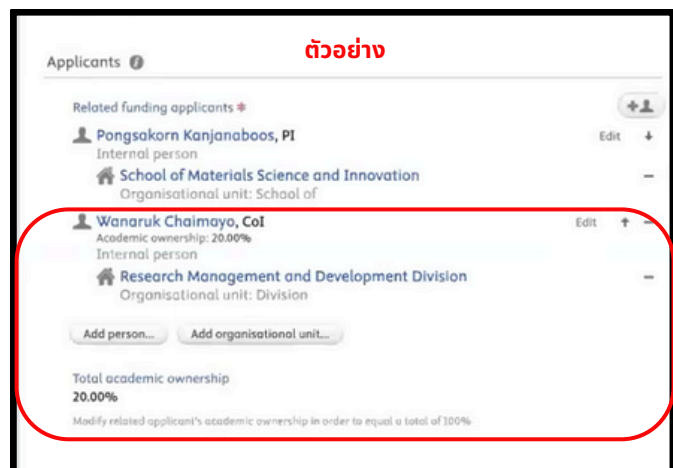 ตัวอย่าง
Applicants
Related funding applicants *
Pongsakorn Kanjanaboos, PI
Edit
Internal person
School of Materials Science and Innovation
Organisational unit: School of
Wanaruk Chaimayo, CoI
Edit
Academic ownership: 20.00%
Internal person
Research Management and Development Division
Organisational unit: Division
Add person... Add organisational unit...
Total academic ownership
20.00%
Modify related applicant's academic ownership in order to equal a total of 100%